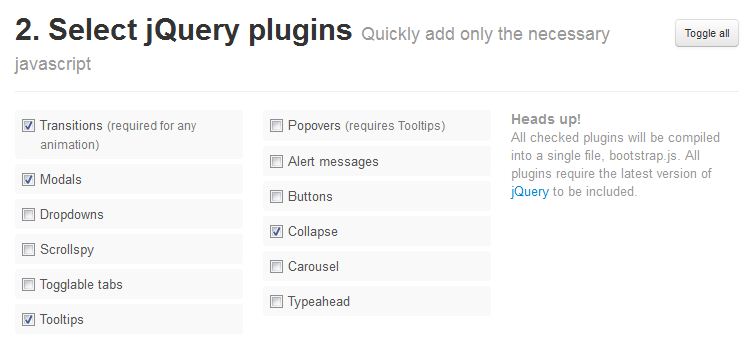 2. Select jQuery plugins Quickly add only the necessary
javascript
Toggle all
Transitions (required for any
animation)
Modals
Dropdowns
Scrollspy
Togglable tabs
Tooltips
Popovers (requires Tooltips)
Alert messages
Buttons
Collapse
Carousel
Typeahead
Heads up!
All checked plugins will be compiled
into a single file, bootstrap.js. All
plugins require the latest version of
jQuery to be included.